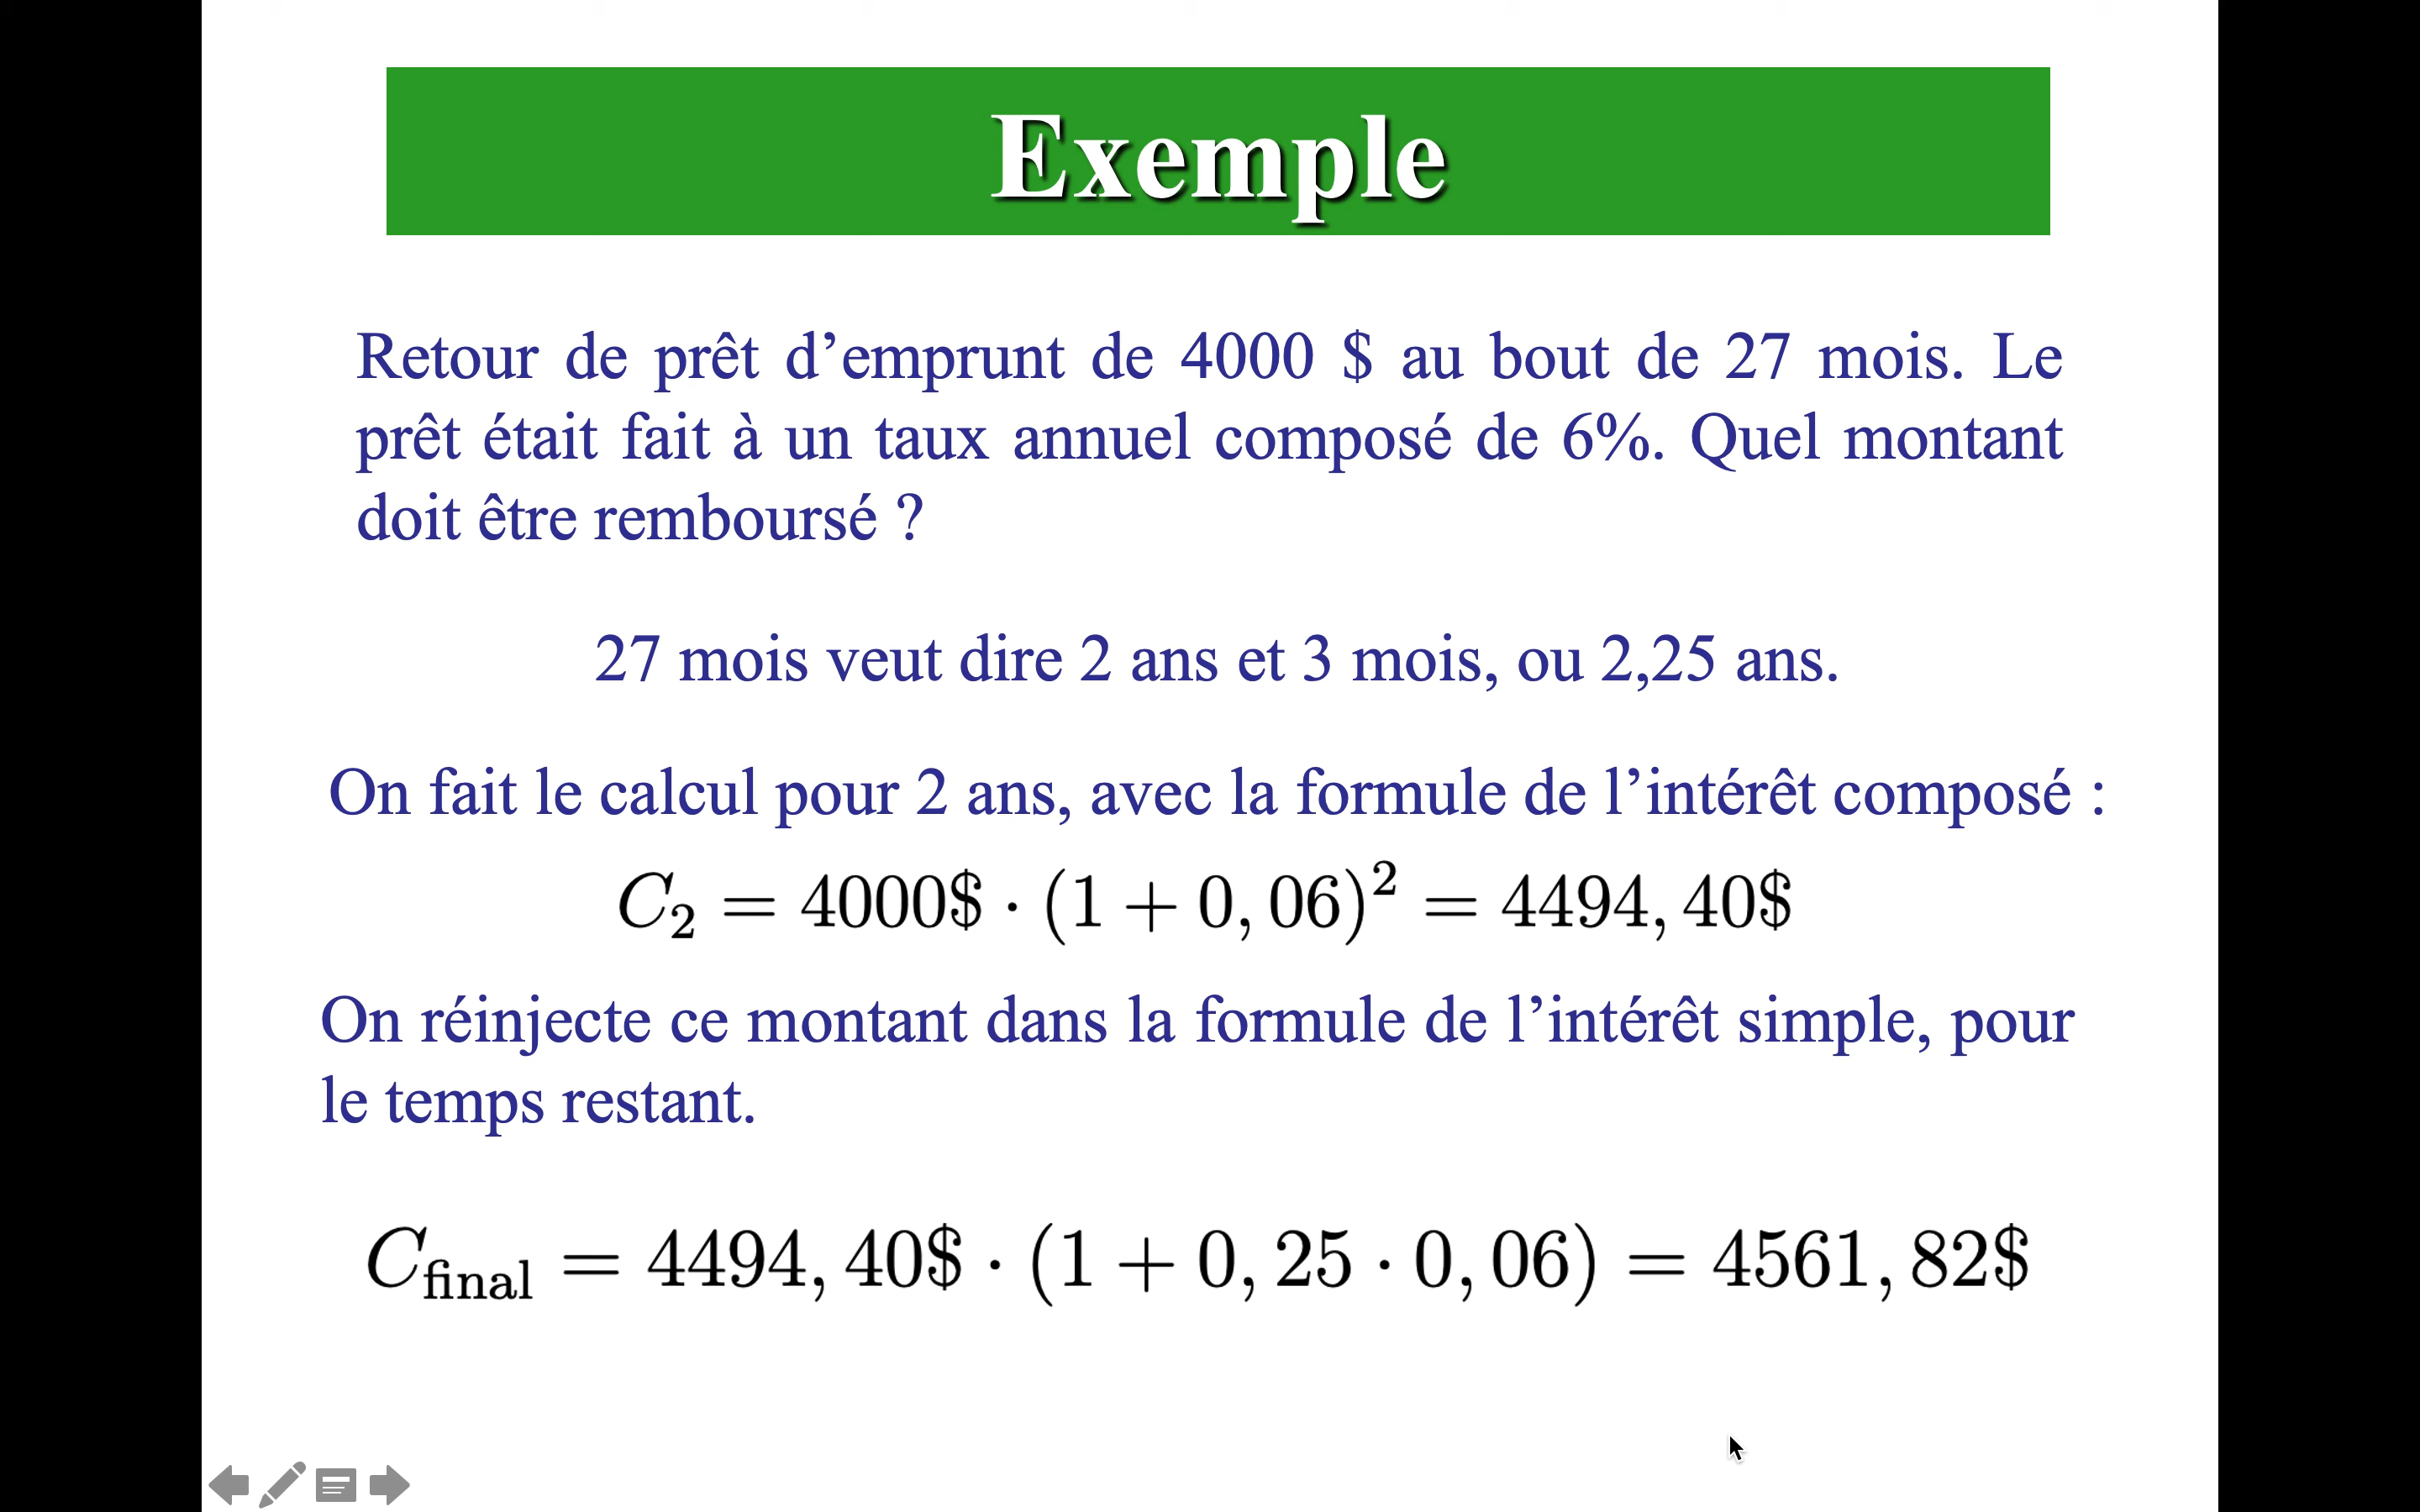 Exemple
Retour de prêt d’emprunt de 4000 $ au bout de 27 mois. Le
prêt était fait à un taux annuel composé de 6%. Quel montant
doit être remboursé ?
27 mois veut dire 2 ans et 3 mois, ou 2,25 ans.
On fait le calcul pour 2 ans, avec la formule de l’intérêt composé :
C₂ = 4000$ · (1 + 0, 06)² = 4494, 40$
On réinjecte ce montant dans la formule de l’intérêt simple, pour
le temps restant.
C_final = 4494, 40$ · (1 + 0, 25 · 0, 06) = 4561, 82$